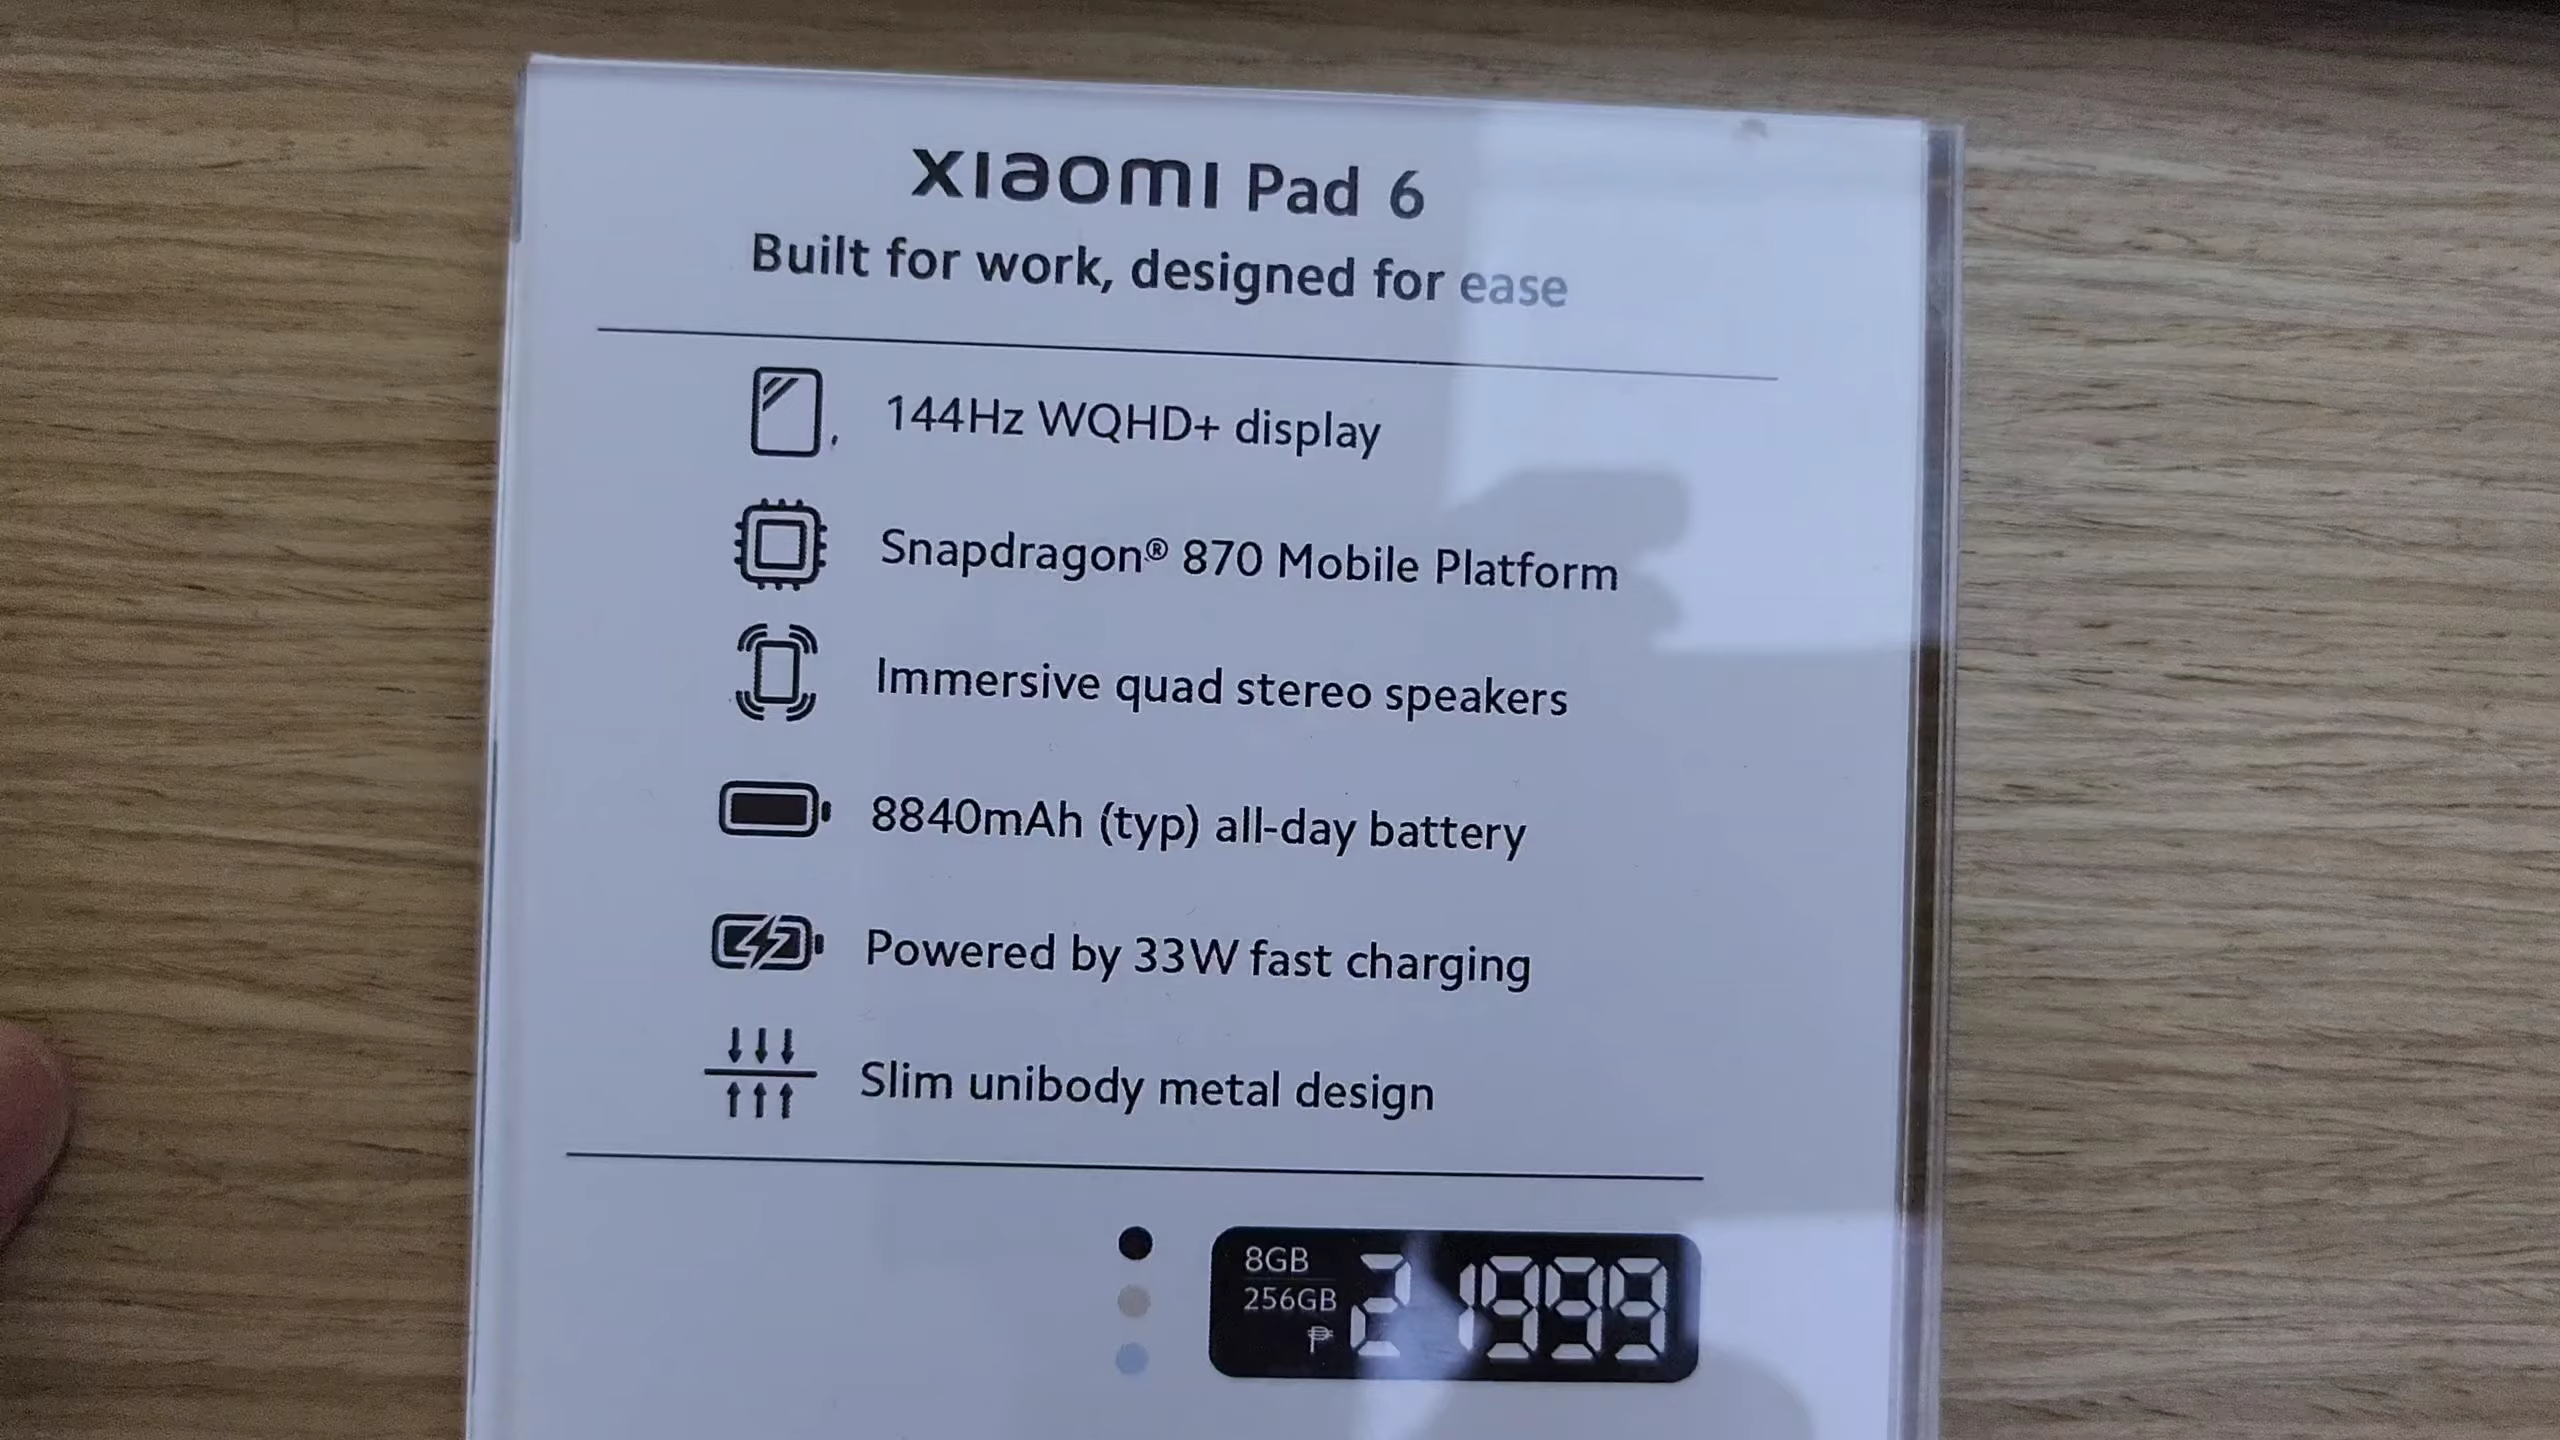 xiaomi Pad 6
Built for work, designed for ease
144Hz WQHD+ display
Snapdragon® 870 Mobile Platform
Immersive quad stereo speakers
8840mAh (typ) all-day battery
Powered by 33W fast charging
Slim unibody metal design
8GB
256GB
₱ 21999